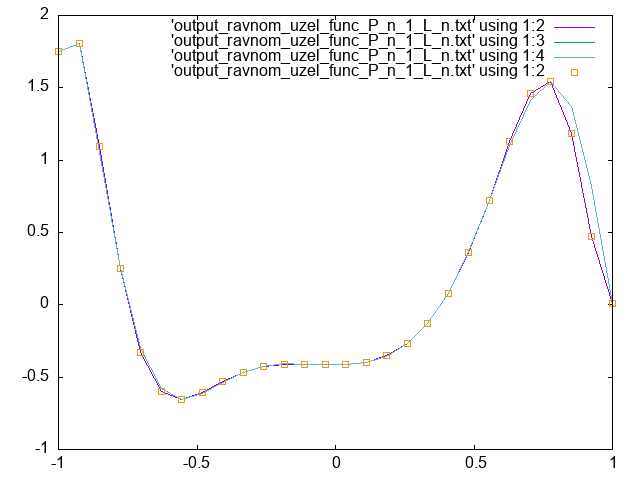 'output_ravnom_uzel_func_P_n_1_L_n.txt' using 1:2
'output_ravnom_uzel_func_P_n_1_L_n.txt' using 1:3
'output_ravnom_uzel_func_P_n_1_L_n.txt' using 1:4
'output_ravnom_uzel_func_P_n_1_L_n.txt' using 1:2
2
1.5
1
0.5
0
-0.5
-1
-1 -0.5 0 0.5 1